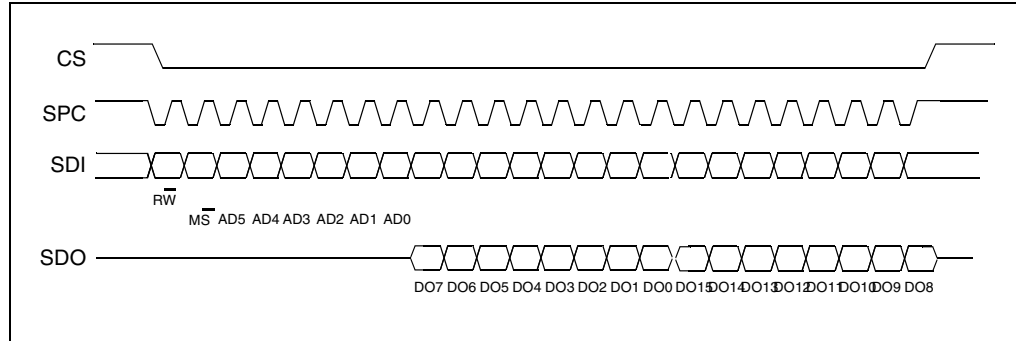 CS
SPC
SDI
RW
MS AD5 AD4 AD3 AD2 AD1 AD0
SDO
DO7 DO6 DO5 DO4 DO3 DO2 DO1 DO0 DO15 DO14 DO13 DO12 DO11 DO10 DO9 DO8